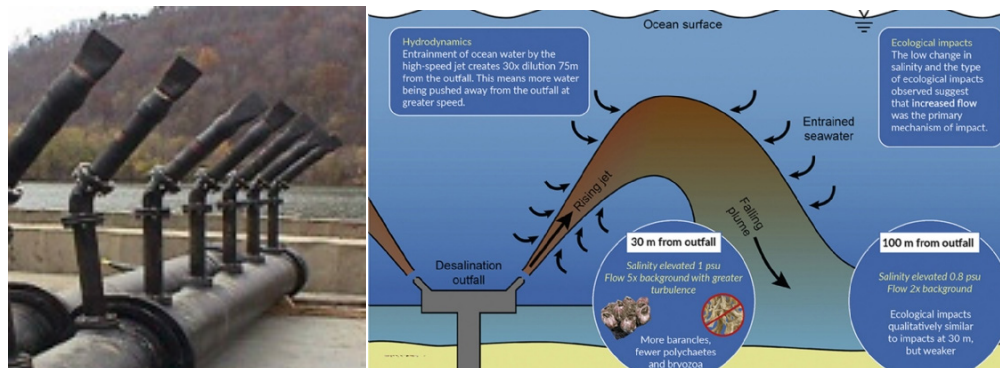 Ocean surface
Hydrodynamics
Entrainment of ocean water by the
high-speed jet creates 30x dilution 75m
from the outfall. This means more water
being pushed away from the outfall at
greater speed.
Ecological impacts
The low change in
salinity and the type
of ecological impacts
observed suggest
that increased flow
was the primary
mechanism of impact.
Entrained
seawater
Rising jet
Falling
plume
Desalination
outfall
30 m from outfall
Salinity elevated 1 psu
Flow 5x background with greater
turbulence
More barancles,
fewer polychaetes
and bryozoa
100 m from outfall
Salinity elevated 0.8 psu
Flow 2x background
Ecological impacts
qualitatively similar
to impacts at 30 m,
but weaker